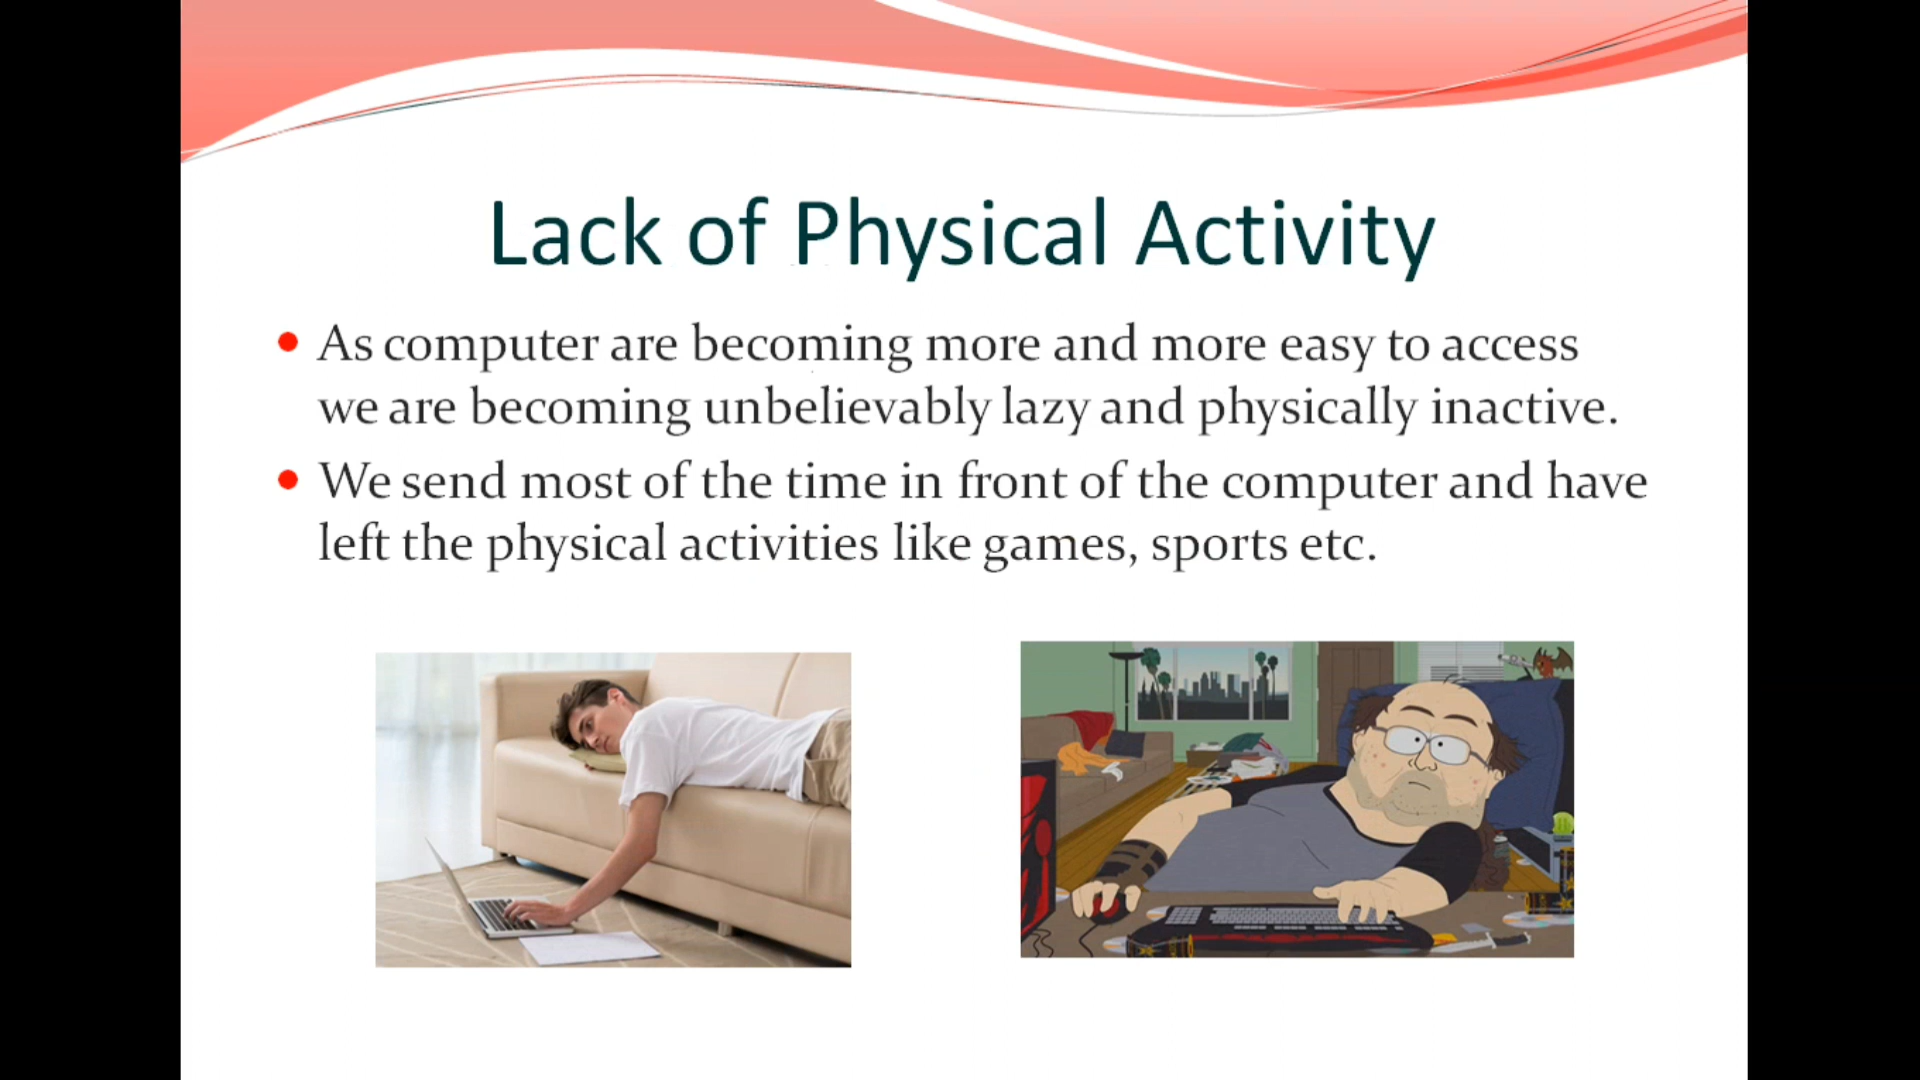 Lack of Physical Activity
As computer are becoming more and more easy to access
we are becoming unbelievably lazy and physically inactive.
We send most of the time in front of the computer and have
left the physical activities like games, sports etc.